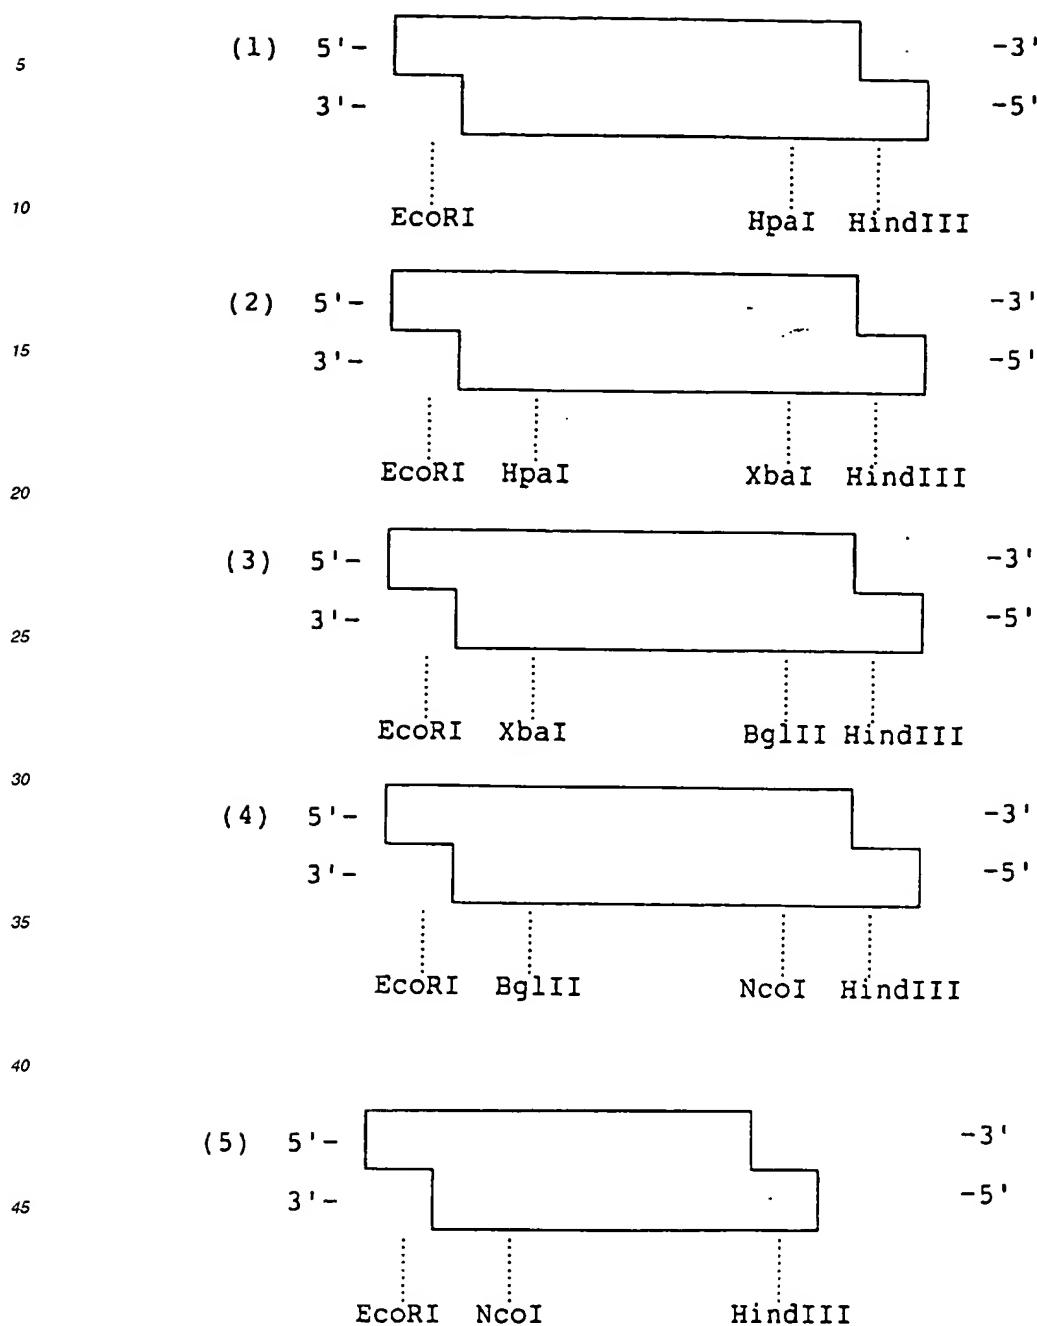 (1) 5'- -3'
5
3'- -5'
10
EcoRI HpaI HindIII
(2) 5'- -3'
15
3'- -5'
EcoRI HpaI XbaI HindIII
20
(3) 5'- -3'
3'- -5'
25
EcoRI XbaI BglII HindIII
30
(4) 5'- -3'
3'- -5'
35
EcoRI BglII NcoI HindIII
40
(5) 5'- -3'
3'- -5'
45
EcoRI NcoI HindIII